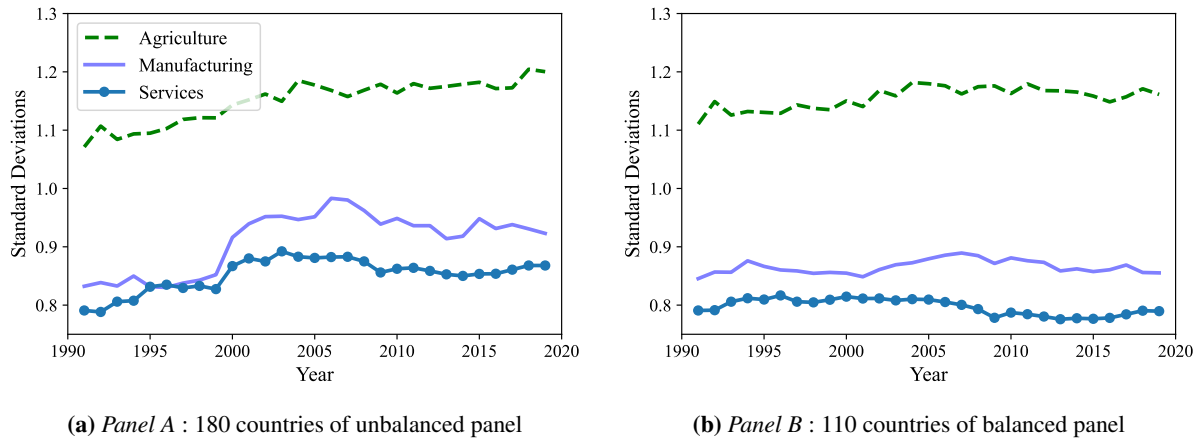 1.3
1.2
1.1
1.0
0.9
0.8
Standard Deviations
Agriculture
Manufacturing
Services
1990
1995
2000
2005
2010
2015
2020
Year
(a) Panel A : 180 countries of unbalanced panel
1.3
1.2
1.1
1.0
0.9
0.8
Standard Deviations
1990
1995
2000
2005
2010
2015
2020
Year
(b) Panel B : 110 countries of balanced panel